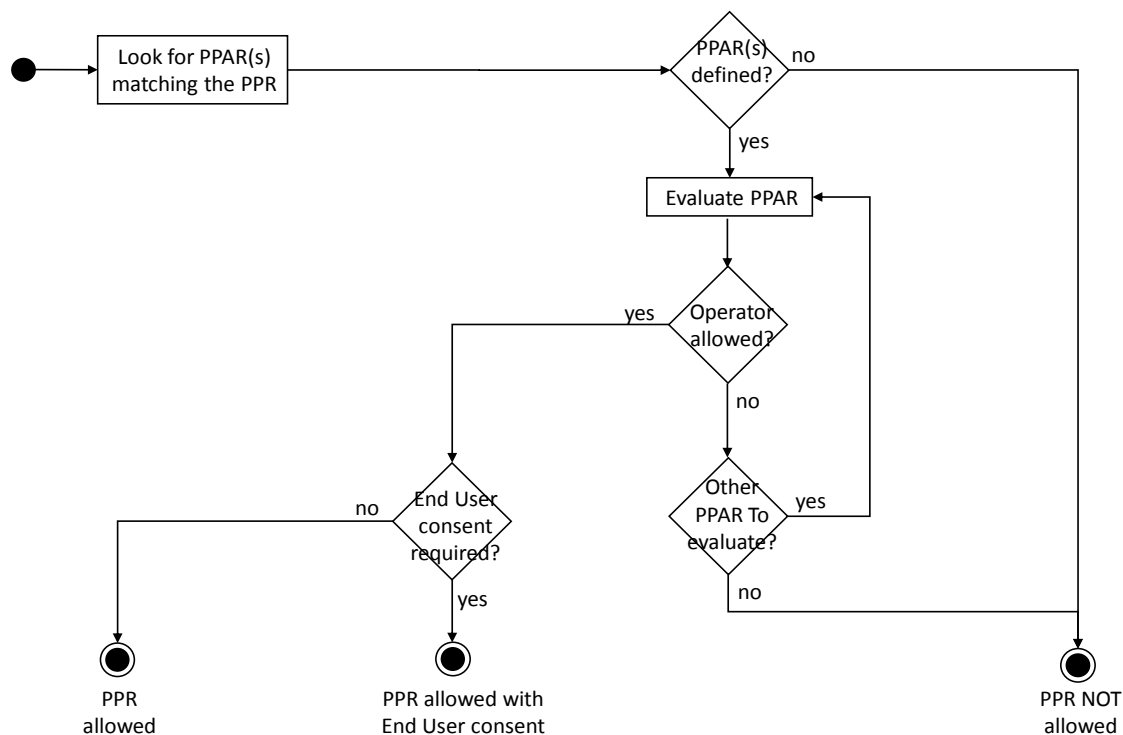 Look for PPAR(s)
matching the PPR
PPAR(s)
defined?
no
yes
Evaluate PPAR
yes
Operator
allowed?
no
Other
PPAR To
evaluate?
yes
no
End User
consent
required?
no
yes
PPR
allowed
PPR allowed with
End User consent
PPR NOT
allowed